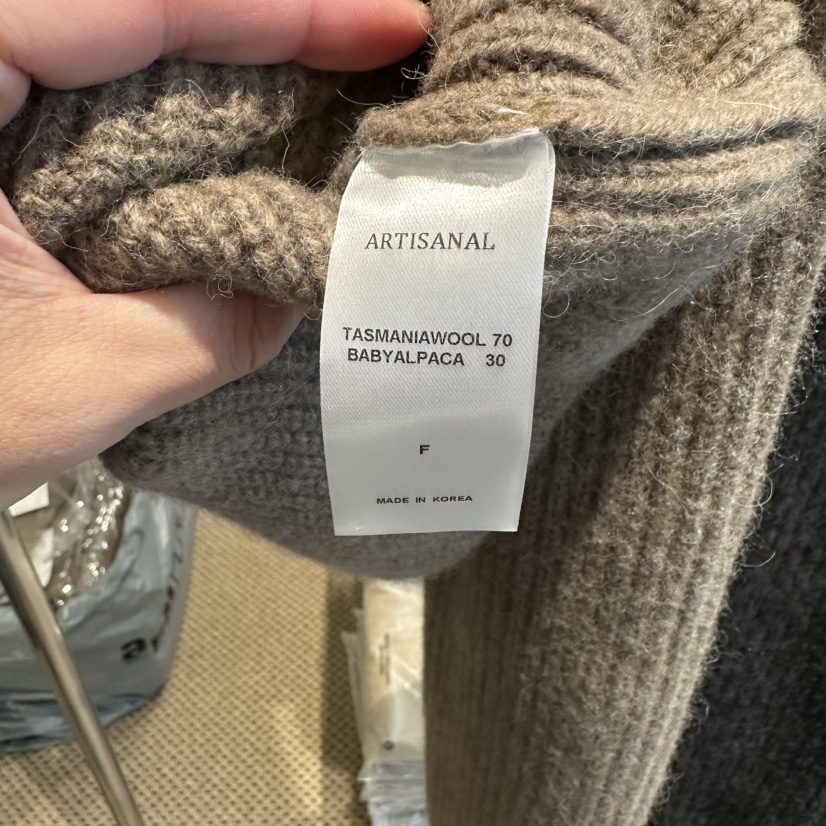 ARTISANAL
TASMANIAWOOL 70
BABYALPACA 30
F
MADE IN KOREA